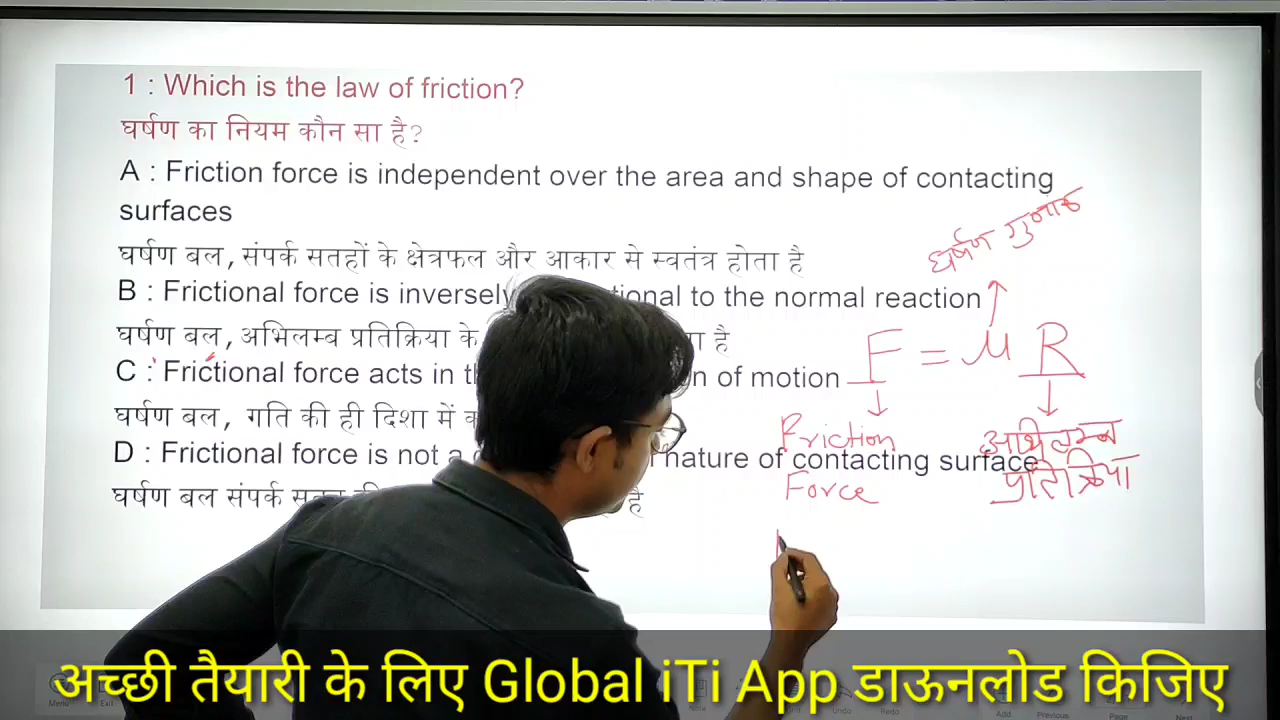 1 : Which is the law of friction?
घर्षण का नियम कौन सा है?
A : Friction force is independent over the area and shape of contacting
surfaces
घर्षण बल, संपर्क सतहों के क्षेत्रफल और आकार से स्वतंत्र होता है
B : Frictional force is inversely to the normal reaction
घर्षण बल, अभिलम्ब प्रतिक्रिया के है
C : Frictional force acts in of motion
घर्षण बल, गति की ही दिशा में
D : Frictional force is not a nature of contacting surface
घर्षण बल संपर्क है
घर्षण गुणांक
F = μ R
Friction
Force
अभिलम्ब
प्रतिक्रिया
अच्छी तैयारी के लिए Global iTi App डाऊनलोड किजिए